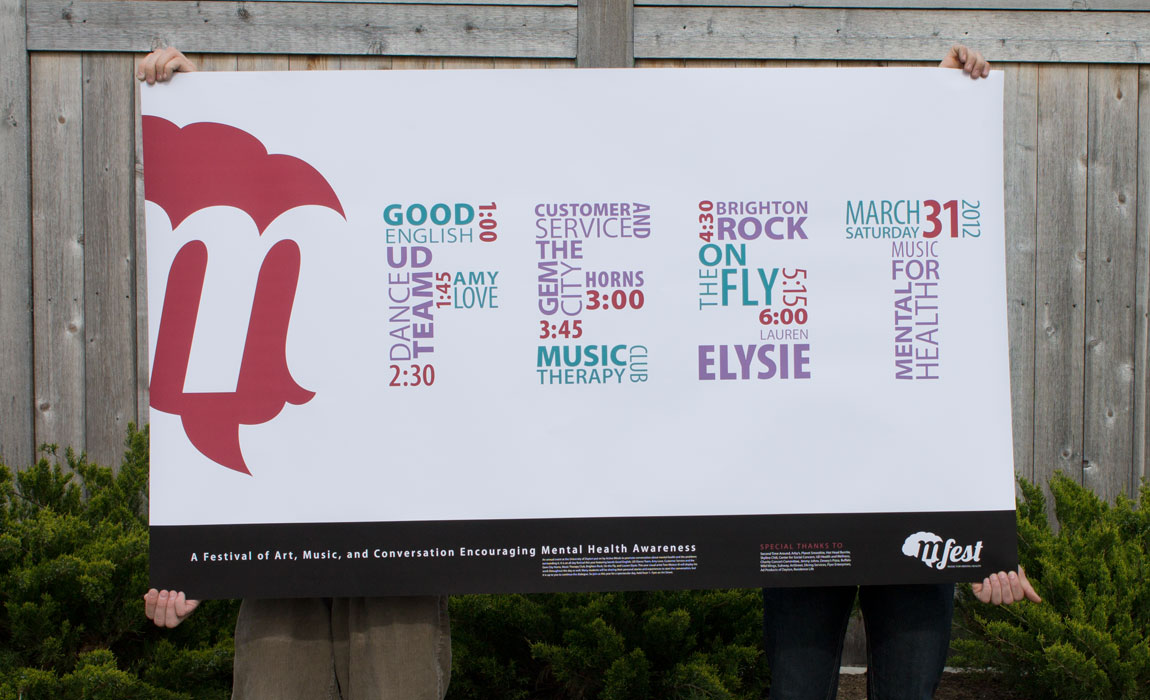 GOOD
ENGLISH
1:00
UD
DANCE
TEAM
1:45
AMY
LOVE
2:30
CUSTOMER
SERVICE
AND
THE
GEM
CITY
HORNS
3:00
3:45
MUSIC
THERAPY
CLUB
4:30
BRIGHTON
ROCK
ON
THE
FLY
5:15
6:00
LAUREN
ELYSIE
MARCH
SATURDAY
31
2012
MUSIC
FOR
MENTAL
HEALTH
A Festival of Art, Music, and Conversation Encouraging Mental Health Awareness
SPECIAL THANKS TO
fest